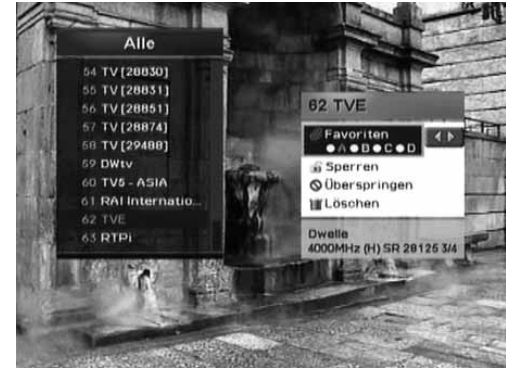 Alle
54 TV [28830]
55 TV [28831]
56 TV [28851]
57 TV [28874]
58 TV [29488]
59 DWtv
60 TV5 - ASIA
61 RAI Internatio...
62 TVE
63 RTPi
62 TVE
Favoriten
A B C D
Sperren
Überspringen
Löschen
Dwelle
4000MHz (H) SR 28125 3/4